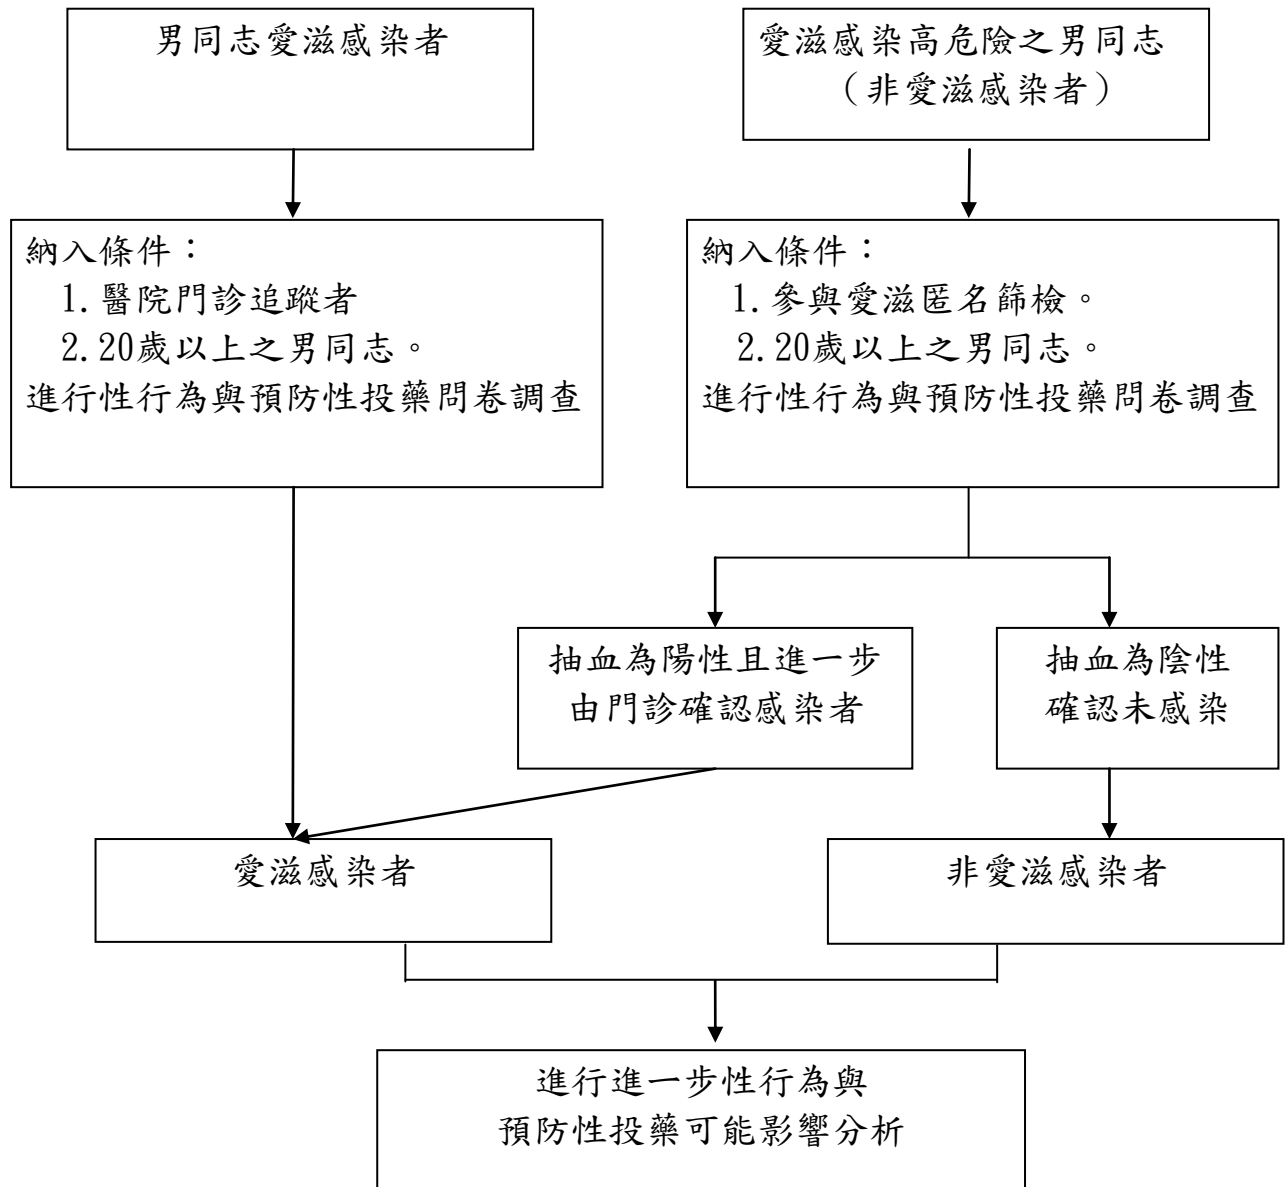 男同志愛滋感染者
愛滋感染高危險之男同志
（非愛滋感染者）
納入條件：
1.醫院門診追蹤者
2.20歲以上之男同志。
進行性行為與預防性投藥問卷調查
納入條件：
1.參與愛滋匿名篩檢。
2.20歲以上之男同志。
進行性行為與預防性投藥問卷調查
抽血為陽性且進一步
由門診確認感染者
抽血為陰性
確認未感染
愛滋感染者
非愛滋感染者
進行進一步性行為與
預防性投藥可能影響分析